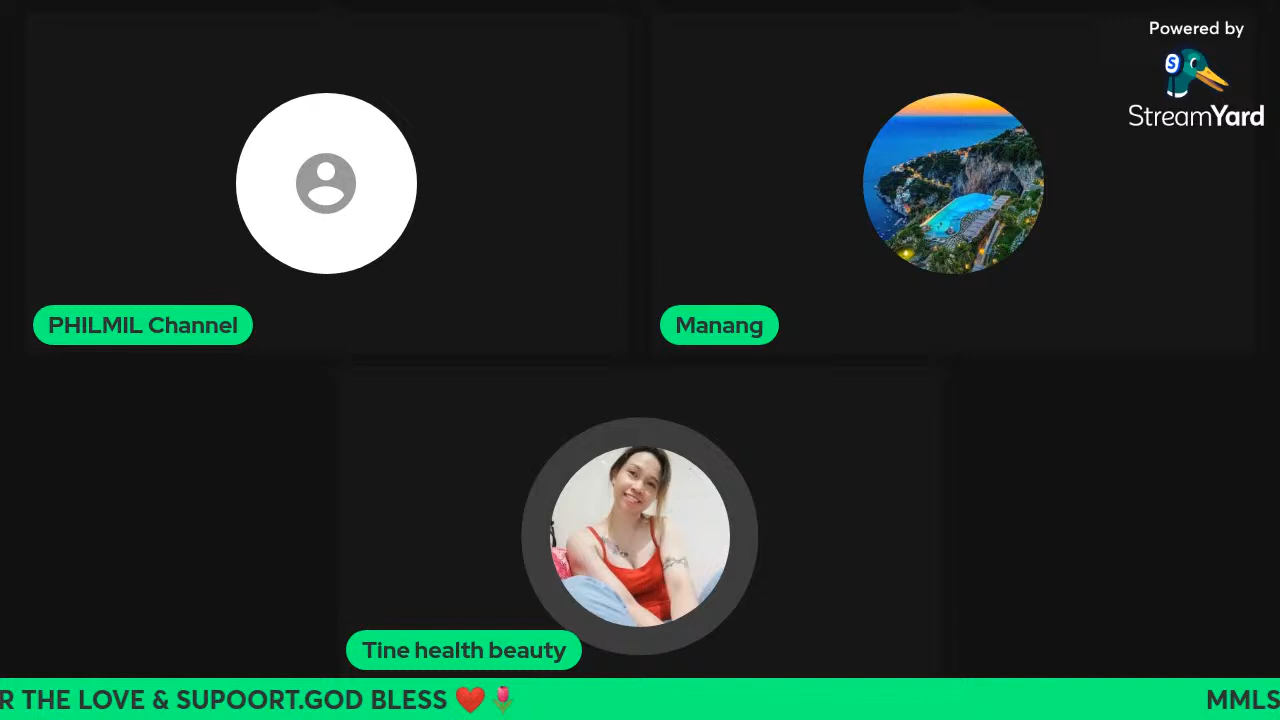 Powered by
S
StreamYard
PHILMIL Channel
Manang
Tine health beauty
R THE LOVE & SUPOORT.GOD BLESS ❤️🌷
MMLS